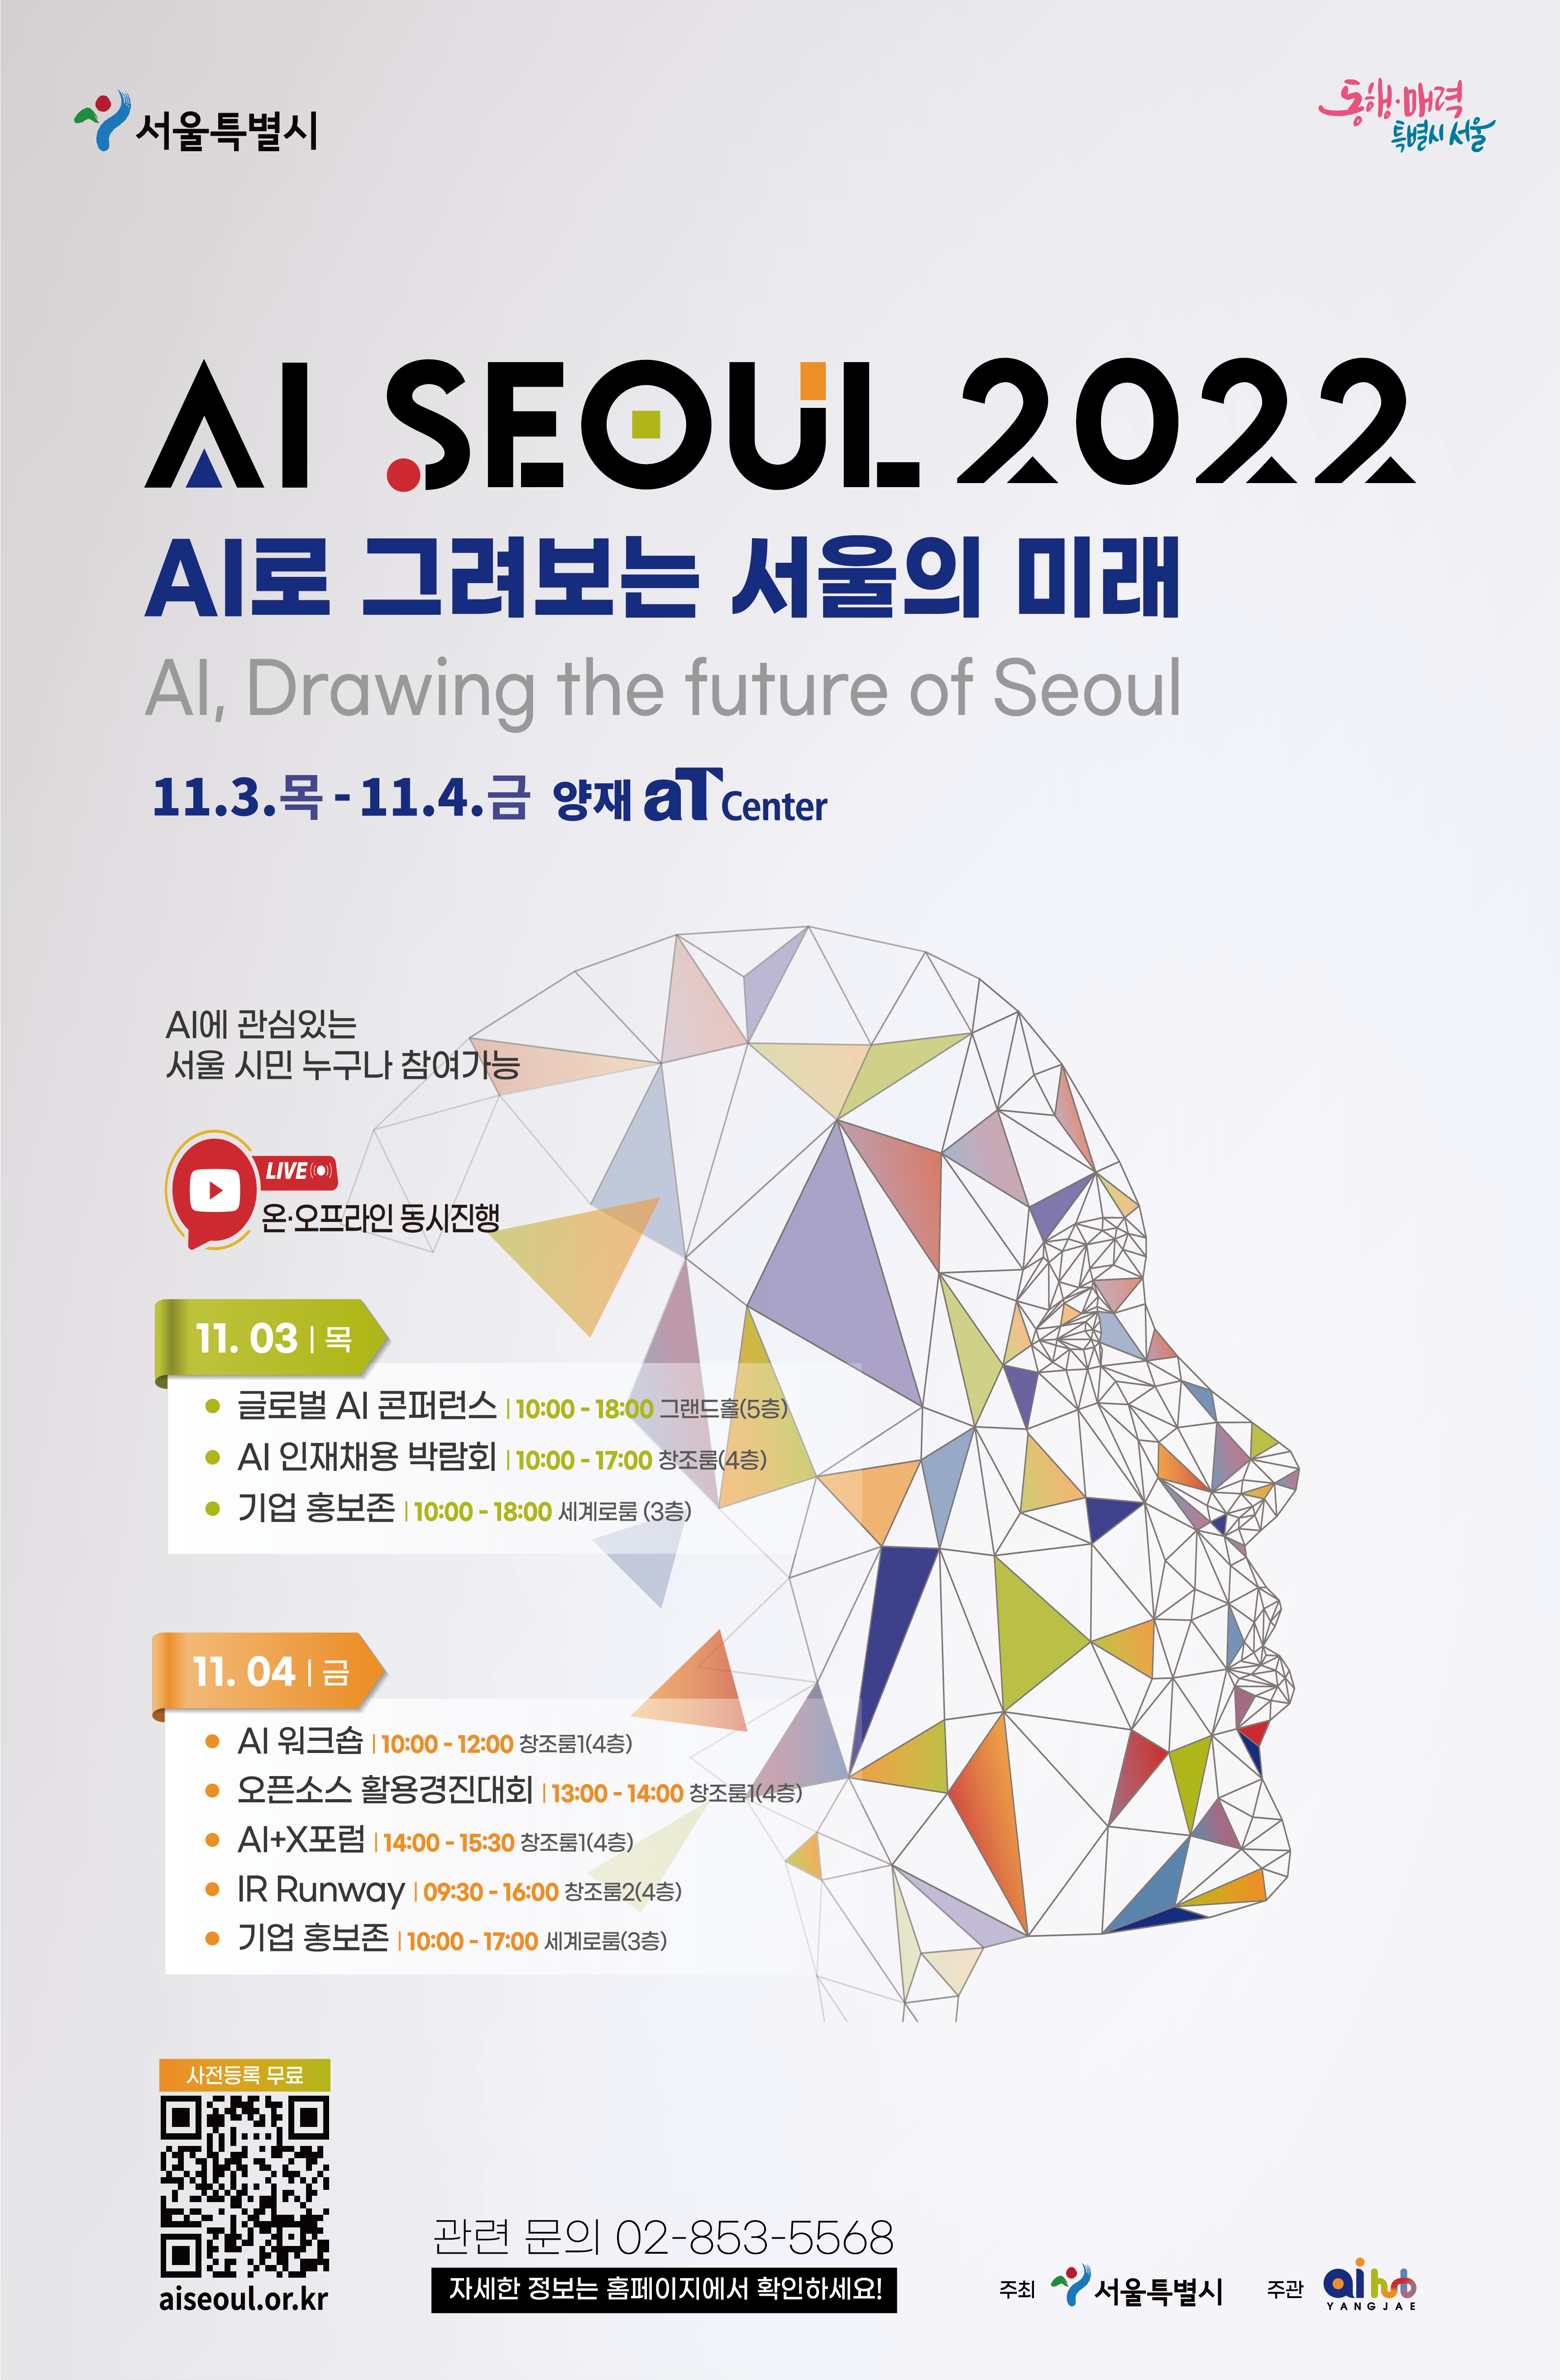 서울특별시
동행·매력
특별시 서울
AI SEOUL 2022
AI로 그려보는 서울의 미래
AI, Drawing the future of Seoul
11.3.목 - 11.4.금 양재 aT Center
AI에 관심있는
서울 시민 누구나 참여가능
LIVE
온·오프라인 동시진행
11. 03 | 목
글로벌 AI 콘퍼런스 | 10:00 - 18:00 그랜드홀(5층)
AI 인재채용 박람회 | 10:00 - 17:00 창조룸(4층)
기업 홍보존 | 10:00 - 18:00 세계로룸 (3층)
11. 04 | 금
AI 워크숍 | 10:00 - 12:00 창조룸1(4층)
오픈소스 활용경진대회 | 13:00 - 14:00 창조룸1(4층)
AI+X포럼 | 14:00 - 15:30 창조룸1(4층)
IR Runway | 09:30 - 16:00 창조룸2(4층)
기업 홍보존 | 10:00 - 17:00 세계로룸(3층)
사전등록 무료
aiseoul.or.kr
관련 문의 02-853-5568
자세한 정보는 홈페이지에서 확인하세요!
주최 서울특별시 주관 ai hub
YANGJAE